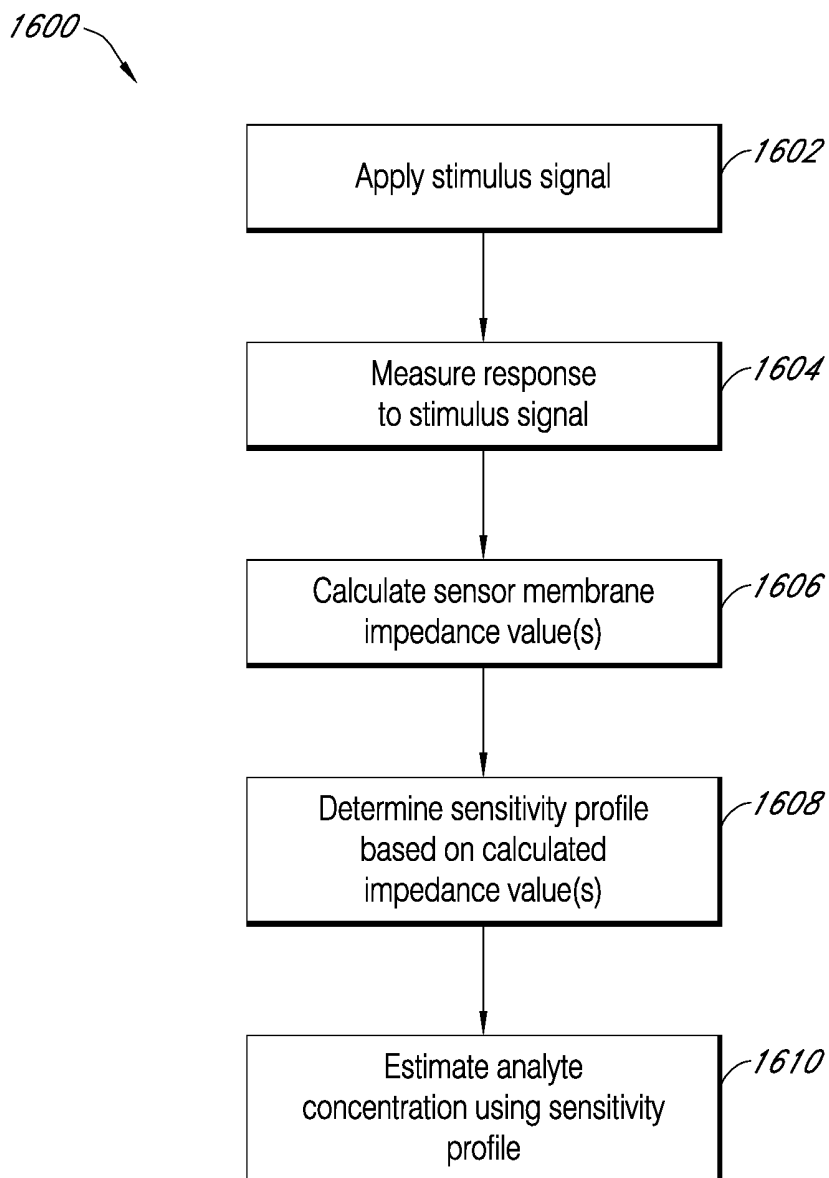 1600
Apply stimulus signal
1602
Measure response
to stimulus signal
1604
Calculate sensor membrane
impedance value(s)
1606
Determine sensitivity profile
based on calculated
impedance value(s)
1608
Estimate analyte
concentration using sensitivity
profile
1610